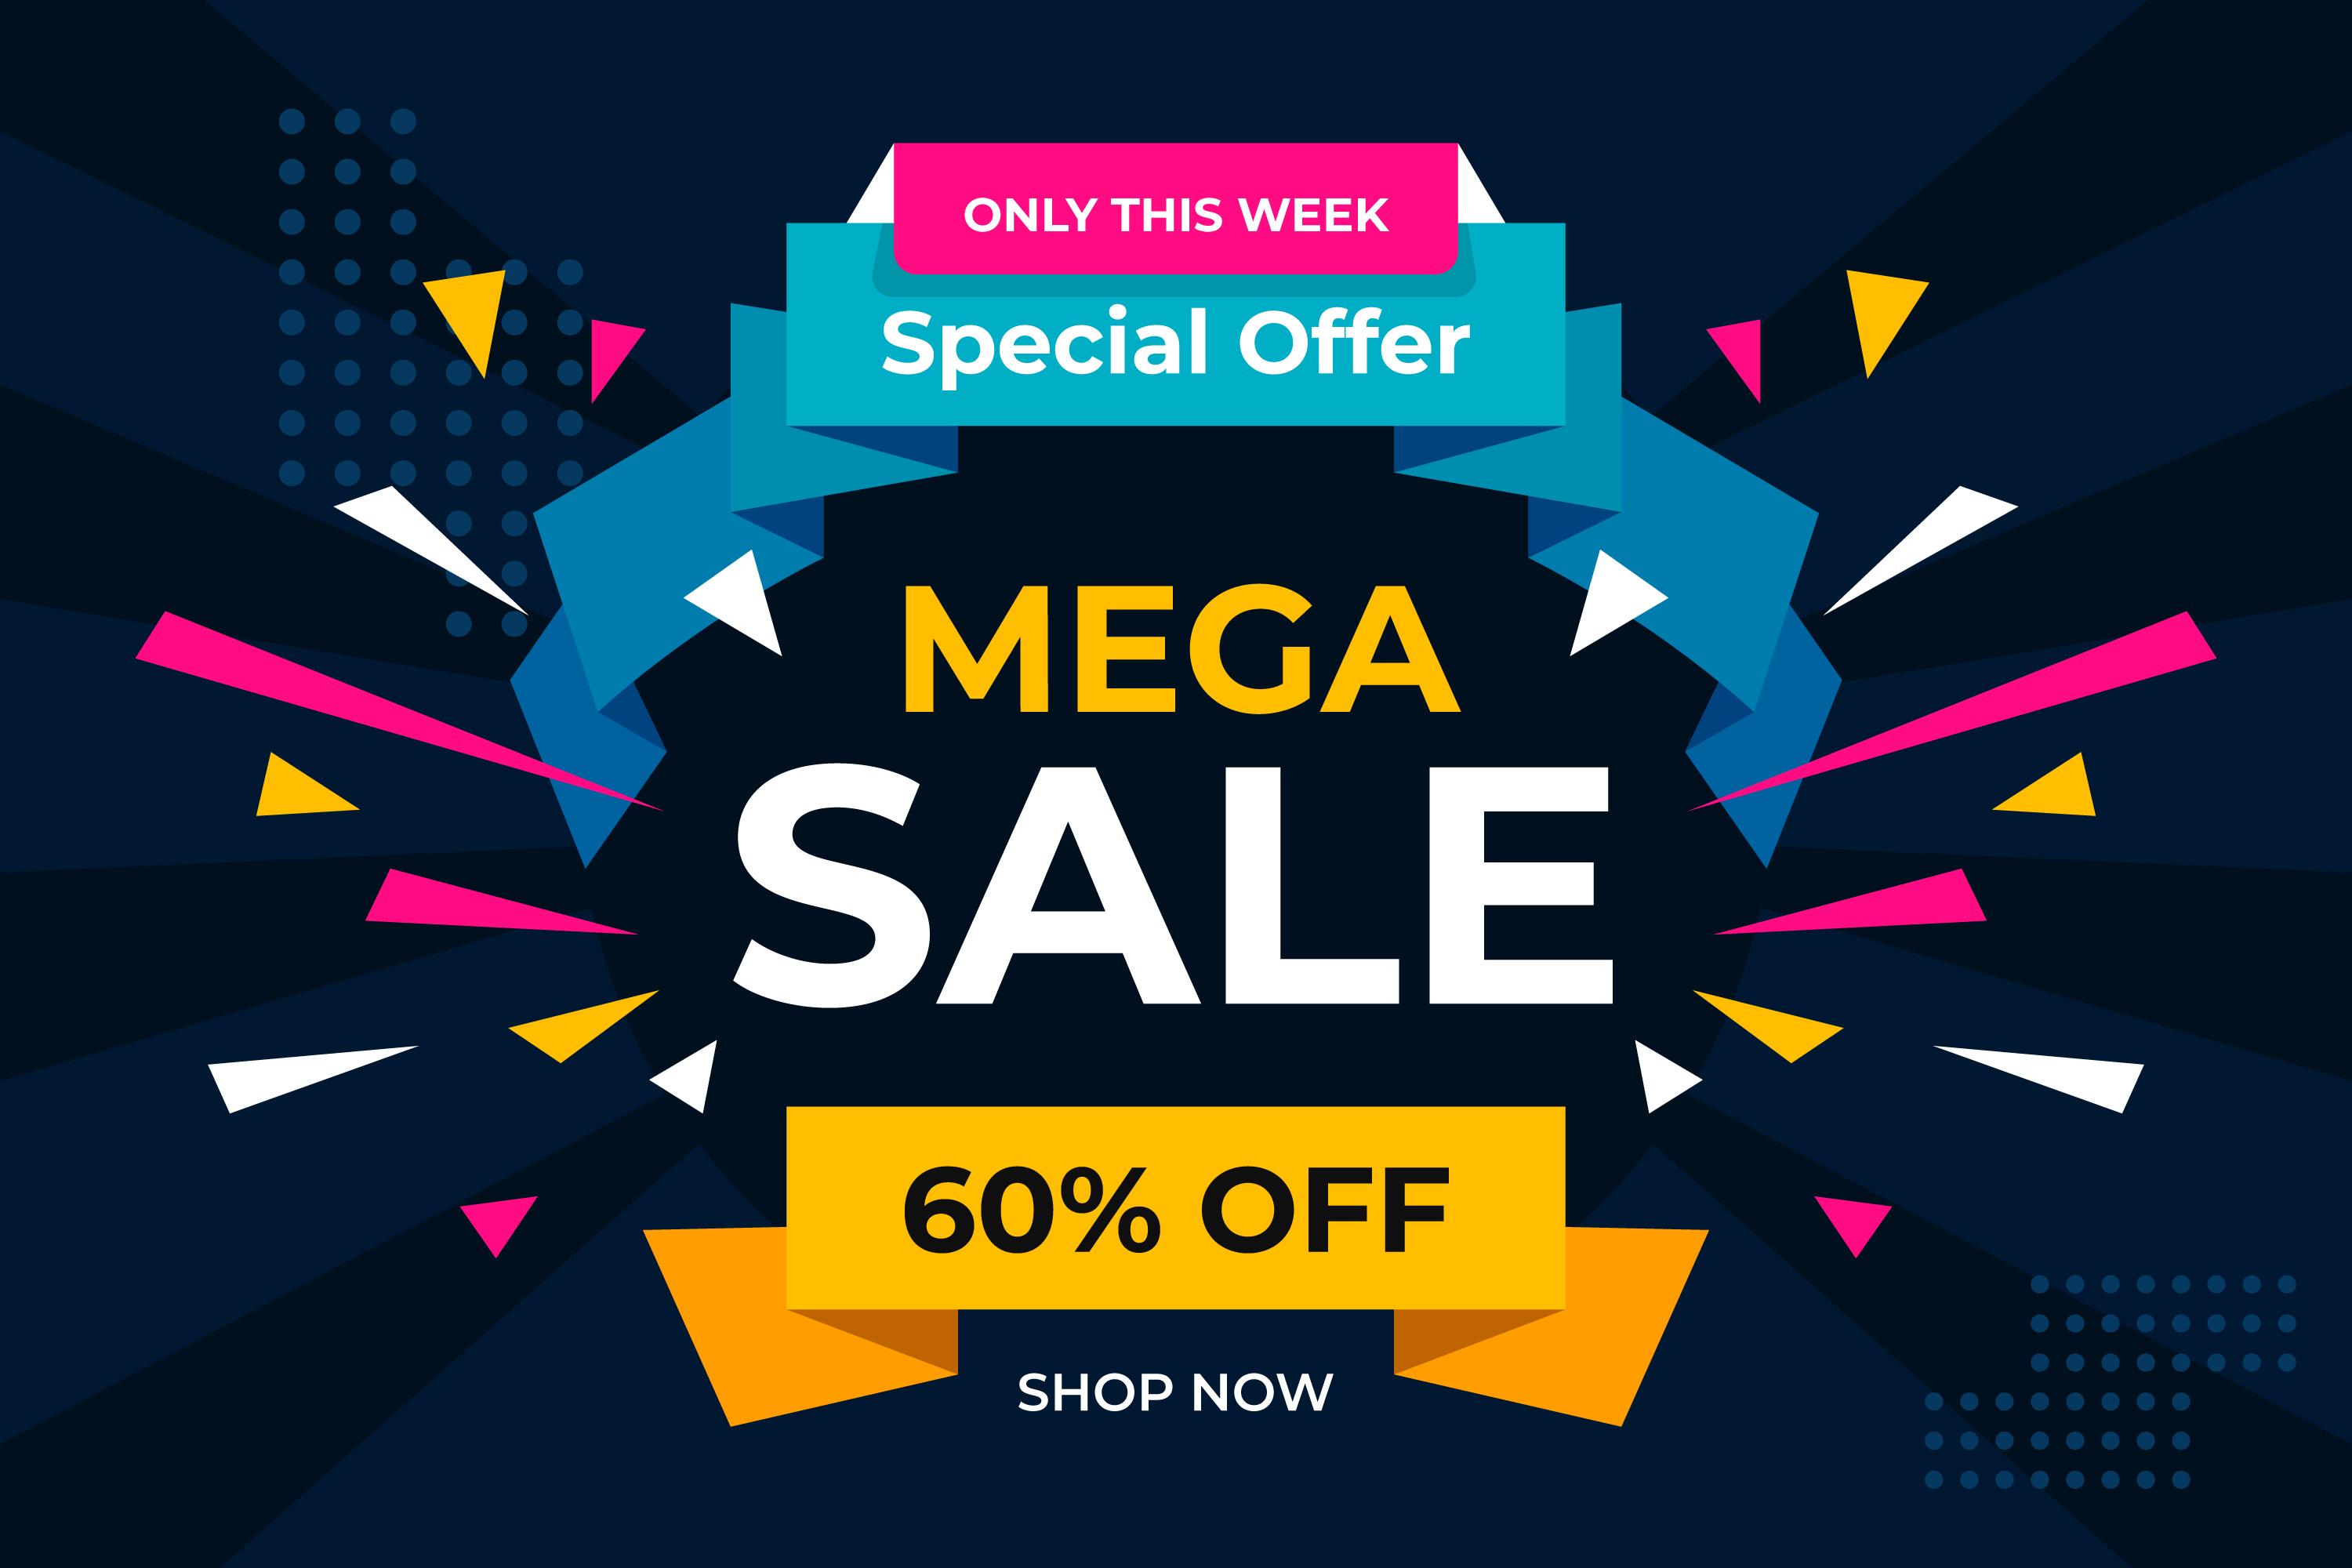 ONLY THIS WEEK
Special Offer
MEGA
SALE
60% OFF
SHOP NOW